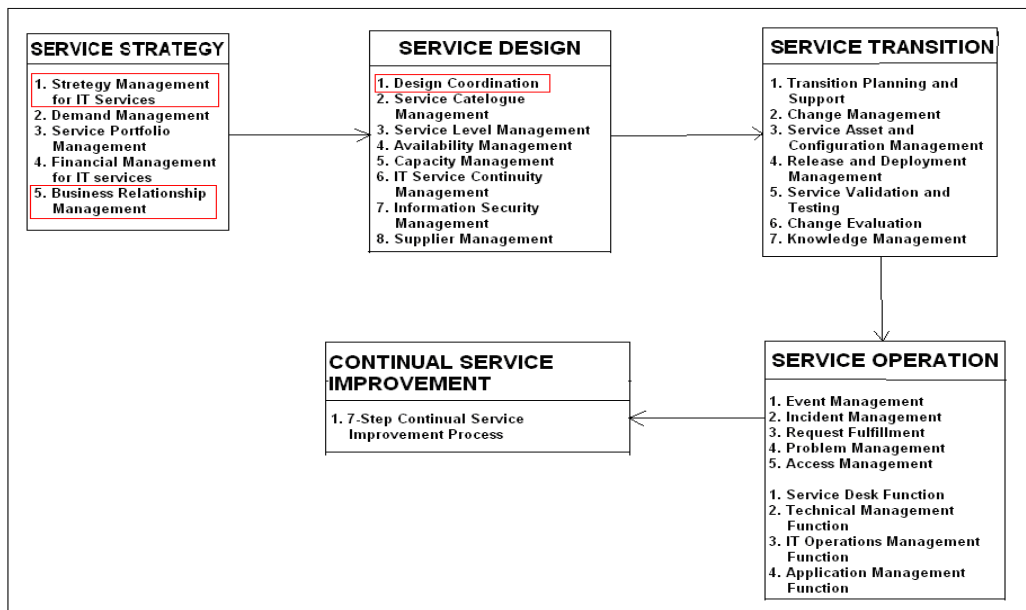 SERVICE STRATEGY
1. Stretegy Management
for IT Services
2. Demand Management
3. Service Portfolio
Management
4. Financial Management
for IT services
5. Business Relationship
Management
SERVICE DESIGN
1. Design Coordination
2. Service Catelogue
Management
3. Service Level Management
4. Availability Management
5. Capacity Management
6. IT Service Continuity
Management
7. Information Security
Management
8. Supplier Management
SERVICE TRANSITION
1. Transition Planning and
Support
2. Change Management
3. Service Asset and
Configuration Management
4. Release and Deployment
Management
5. Service Validation and
Testing
6. Change Evaluation
7. Knowledge Management
SERVICE OPERATION
1. Event Management
2. Incident Management
3. Request Fulfillment
4. Problem Management
5. Access Management
1. Service Desk Function
2. Technical Management
Function
3. IT Operations Management
Function
4. Application Management
Function
CONTINUAL SERVICE
IMPROVEMENT
1. 7-Step Continual Service
Improvement Process